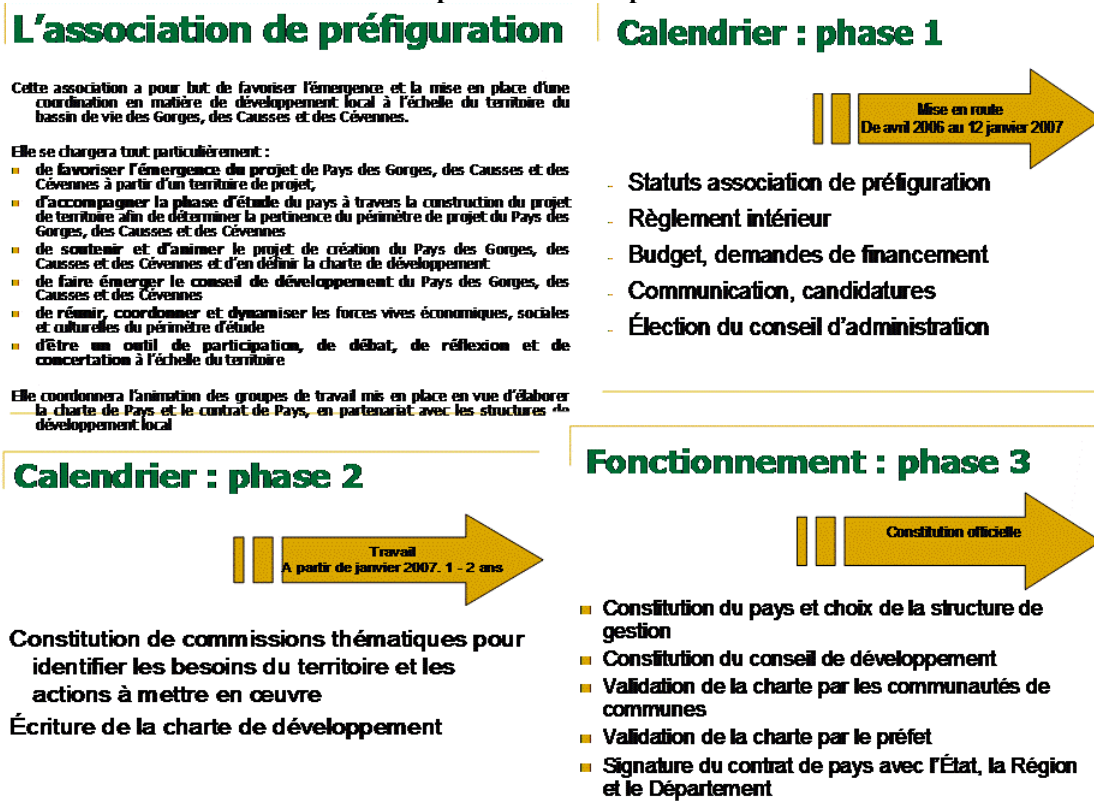 L'association de préfiguration
Cette association a pour but de favoriser l'émergence et la mise en place d'une
coordination en matière de développement local à l'échelle du territoire du
bassin de vie des Gorges, des Causses et des Cévennes.
Elle se chargera tout particulièrement :
de favoriser l'émergence du projet de Pays des Gorges, des Causses et des
Cévennes à partir d'un territoire de projet,
d'accompagner la phase d'étude du pays à travers la construction du projet
de territoire afin de déterminer la pertinence du périmètre de projet du Pays des
Gorges, des Causses et des Cévennes
de soutenir et d'animer le projet de création du Pays des Gorges, des
Causses et des Cévennes et d'en définir la charte de développement
de faire émerger le conseil de développement du Pays des Gorges, des
Causses et des Cévennes
de réunir, coordonner et dynamiser les forces vives économiques, sociales
et culturelles du périmètre d'étude
d'être un outil de participation, de débat, de réflexion et de
concertation à l'échelle du territoire
Elle coordonnera l'animation des groupes de travail mis en place en vue d'élaborer
la charte de Pays et le contrat de Pays, en partenariat avec les structures de
développement local
Calendrier : phase 1
Mise en route
De avril 2006 au 12 janvier 2007
- Statuts association de préfiguration
- Règlement intérieur
- Budget, demandes de financement
- Communication, candidatures
- Élection du conseil d'administration
Calendrier : phase 2
Travail
A partir de janvier 2007. 1 - 2 ans
Constitution de commissions thématiques pour
identifier les besoins du territoire et les
actions à mettre en œuvre
Écriture de la charte de développement
Fonctionnement : phase 3
Constitution officielle
Constitution du pays et choix de la structure de
gestion
Constitution du conseil de développement
Validation de la charte par les communautés de
communes
Validation de la charte par le préfet
Signature du contrat de pays avec l'État, la Région
et le Département